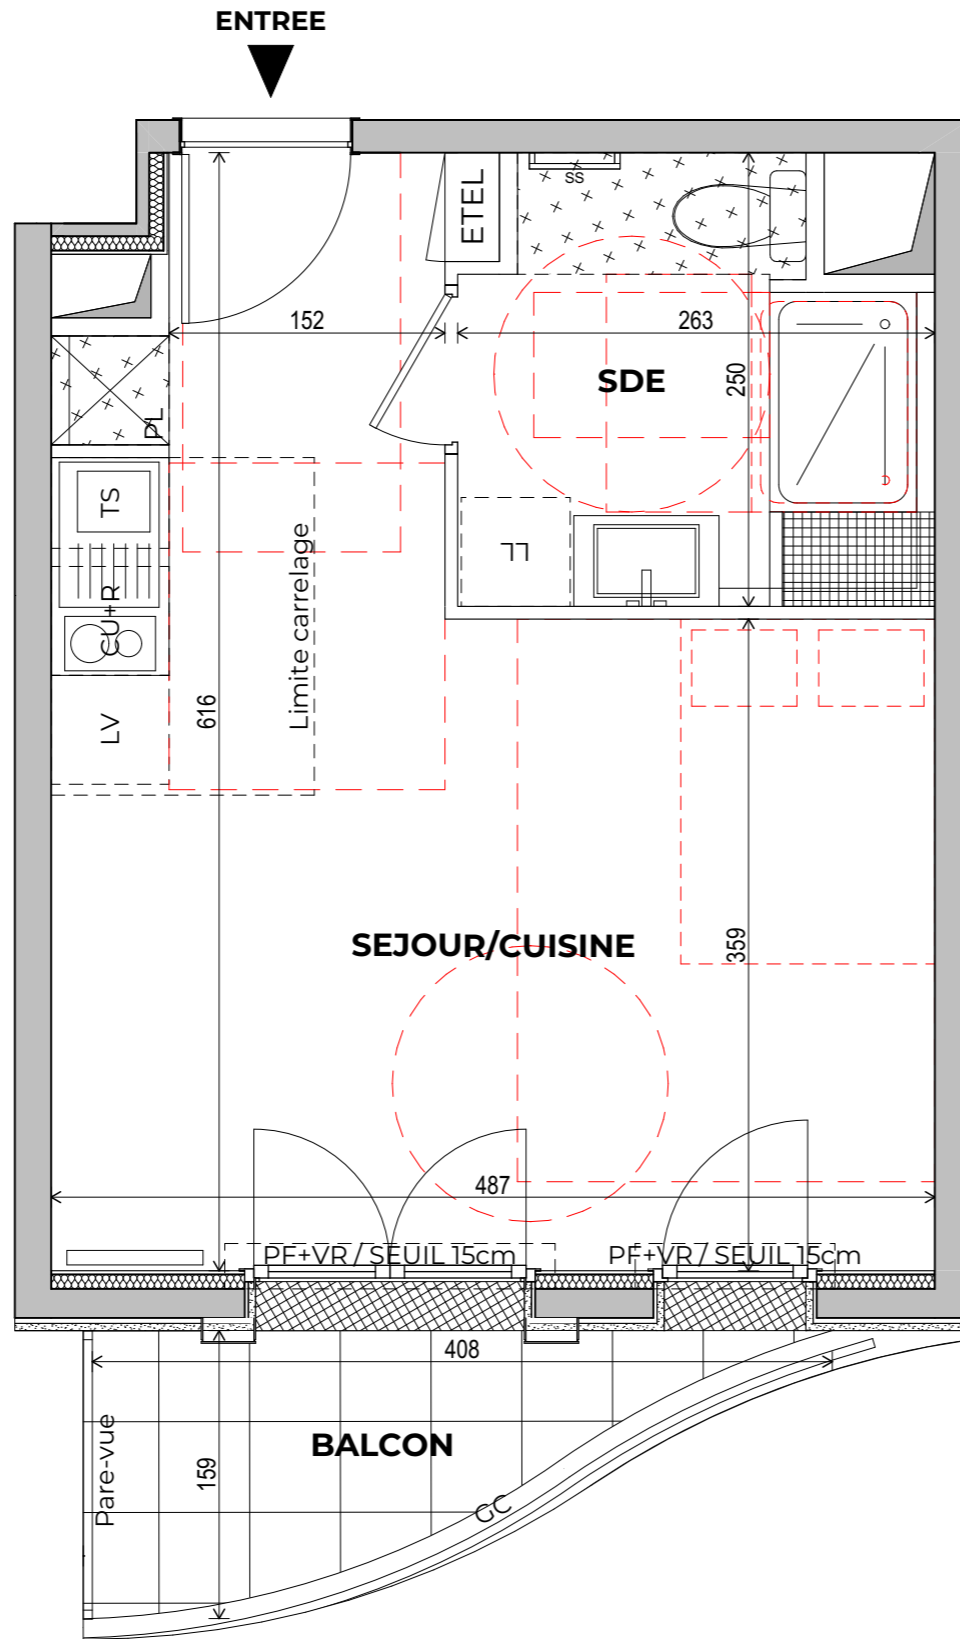 ENTREE
SS
ETEL
152
263
SDE
250
PL
TS
CU+R
LV
Limite carrelage
LL
616
SEJOUR/CUISINE
359
487
PF+VR / SEUIL 15cm
PF+VR / SEUIL 15cm
408
BALCON
Pare-vue
159
GC